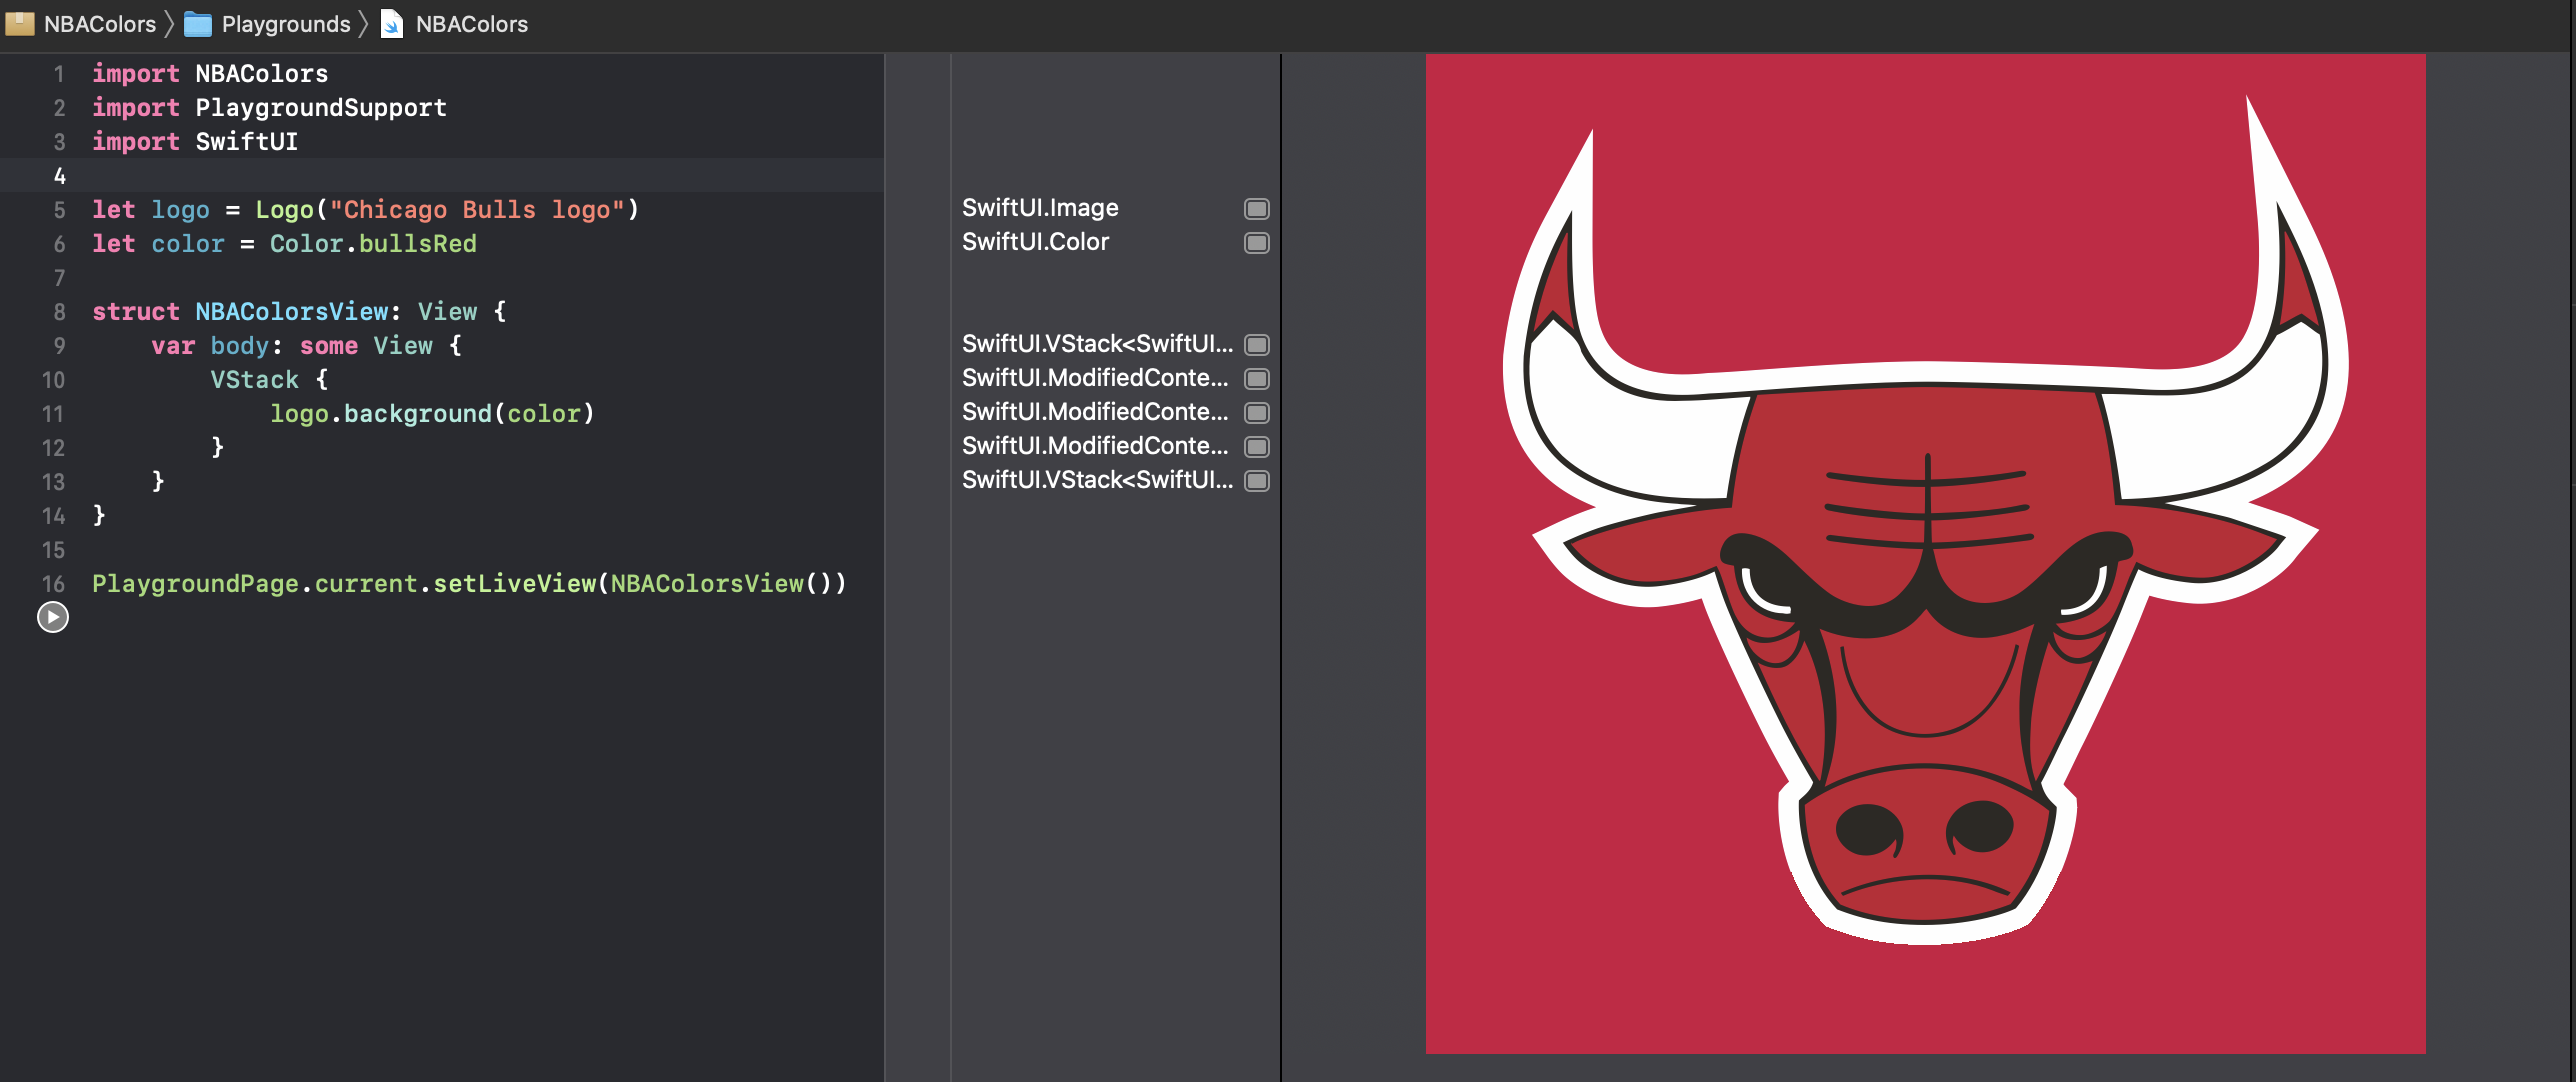 NBAColors 〉 Playgrounds 〉 NBAColors
1 import NBAColors
2 import PlaygroundSupport
3 import SwiftUI
4
5 let logo = Logo("Chicago Bulls logo")
6 let color = Color.bullsRed
7
8 struct NBAColorsView: View {
9     var body: some View {
10         VStack {
11             logo.background(color)
12         }
13     }
14 }
15
16 PlaygroundPage.current.setLiveView(NBAColorsView())
SwiftUI.Image
SwiftUI.Color
SwiftUI.VStack<SwiftUI...
SwiftUI.ModifiedConte...
SwiftUI.ModifiedConte...
SwiftUI.ModifiedConte...
SwiftUI.VStack<SwiftUI...